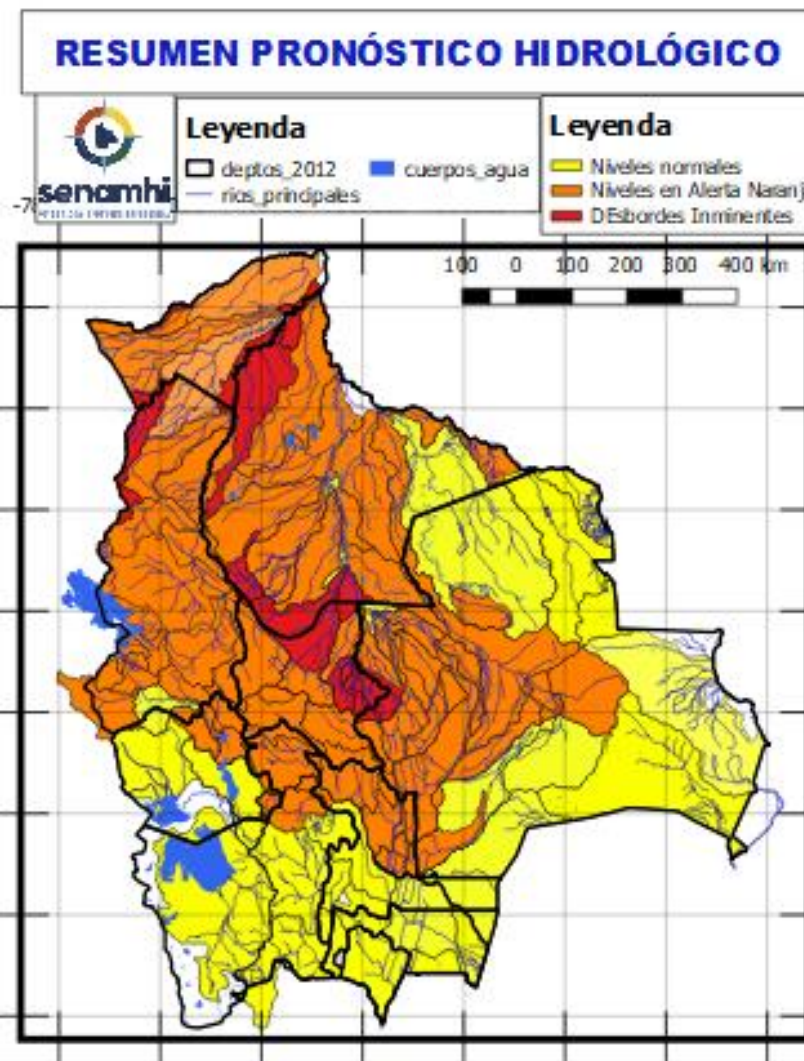 RESUMEN PRONÓSTICO HIDROLÓGICO
senamhi
Leyenda
deptos_2012
cuerpos_agua
rios_principales
Leyenda
Niveles normales
Niveles en Alerta Naranj
DEsbordes Inminentes
100 0 100 200 300 400 km